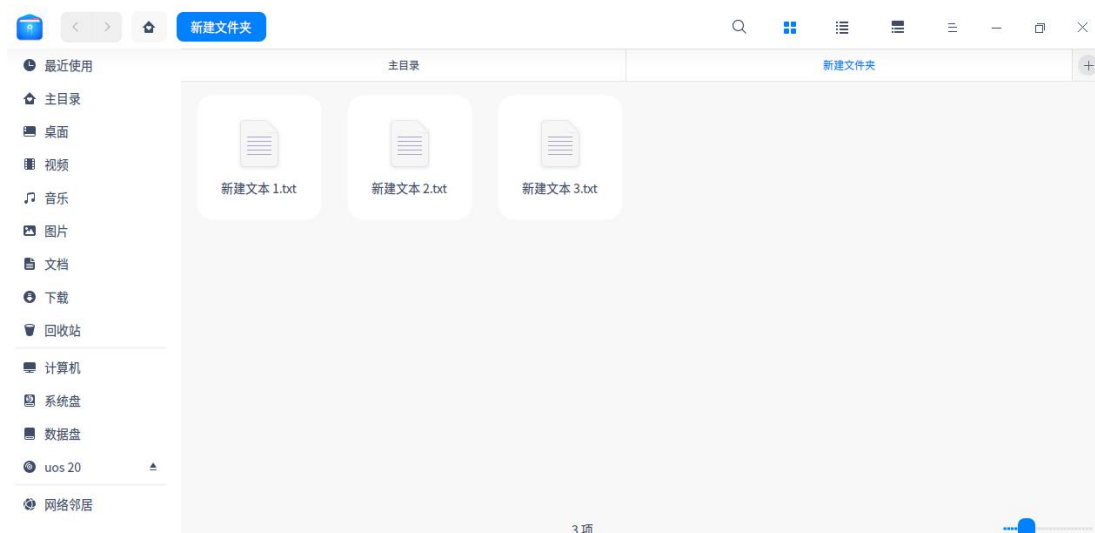 新建文件夹
最近使用
主目录
桌面
视频
音乐
图片
文档
下载
回收站
计算机
系统盘
数据盘
uos 20
网络邻居
主目录
新建文件夹
新建文本 1.txt
新建文本 2.txt
新建文本 3.txt
3 项